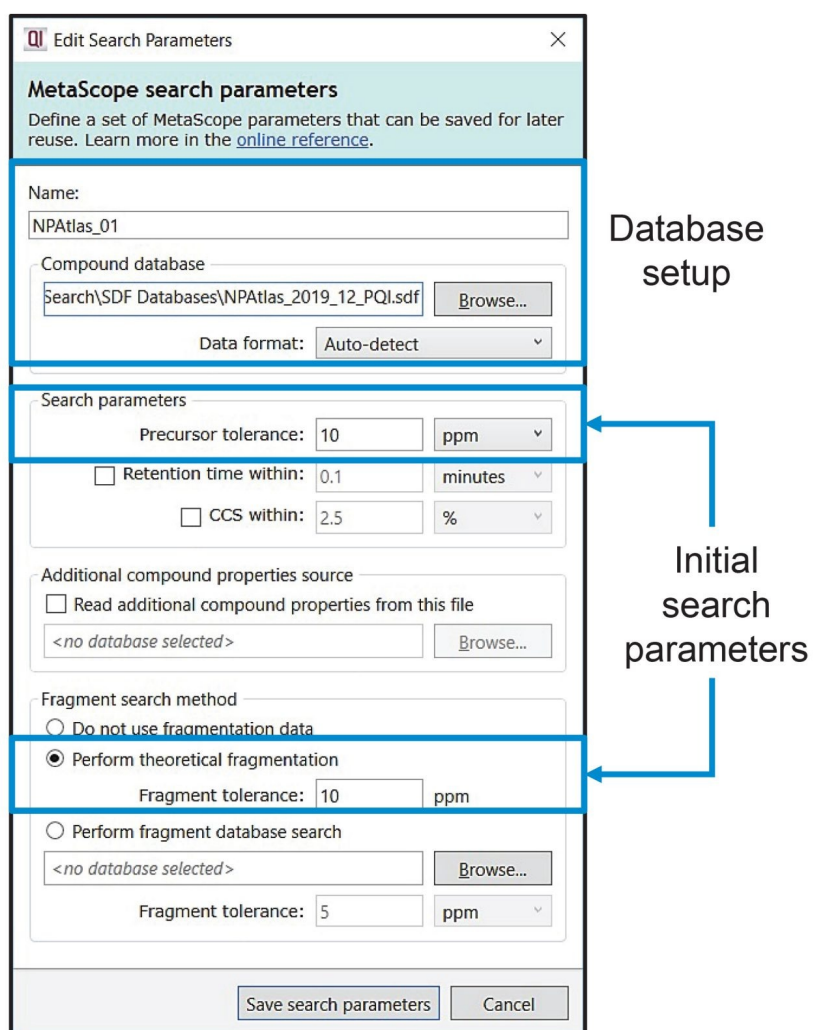 QI Edit Search Parameters
MetaScope search parameters
Define a set of MetaScope parameters that can be saved for later
reuse. Learn more in the online reference.
Name:
NPAtlas_01
Compound database
Search\SDF Databases\NPAtlas_2019_12_PQI.sdf Browse...
Data format: Auto-detect
Database
setup
Search parameters
Precursor tolerance: 10 ppm
Retention time within: 0.1 minutes
CCS within: 2.5 %
Additional compound properties source
Read additional compound properties from this file
<no database selected> Browse...
Initial
search
parameters
Fragment search method
Do not use fragmentation data
Perform theoretical fragmentation
Fragment tolerance: 10 ppm
Perform fragment database search
<no database selected> Browse...
Fragment tolerance: 5 ppm
Save search parameters Cancel